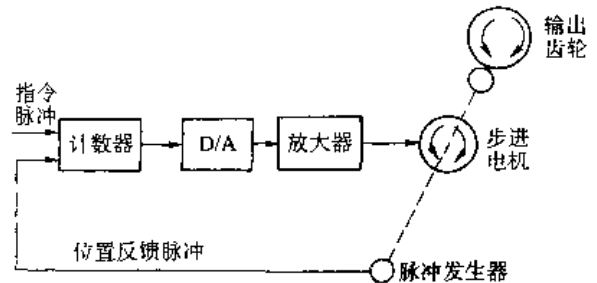 输出
齿轮
指令
脉冲
计数器
D/A
放大器
步进
电机
位置反馈脉冲
脉冲发生器